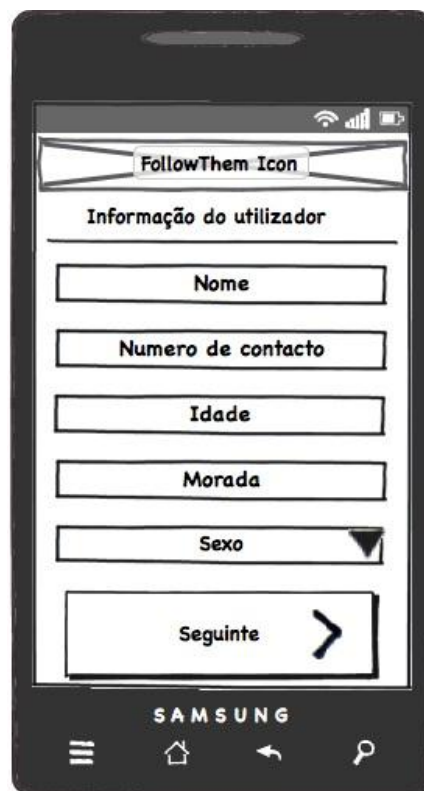 FollowThem Icon
Informação do utilizador
Nome
Numero de contacto
Idade
Morada
Sexo
Seguinte
SAMSUNG